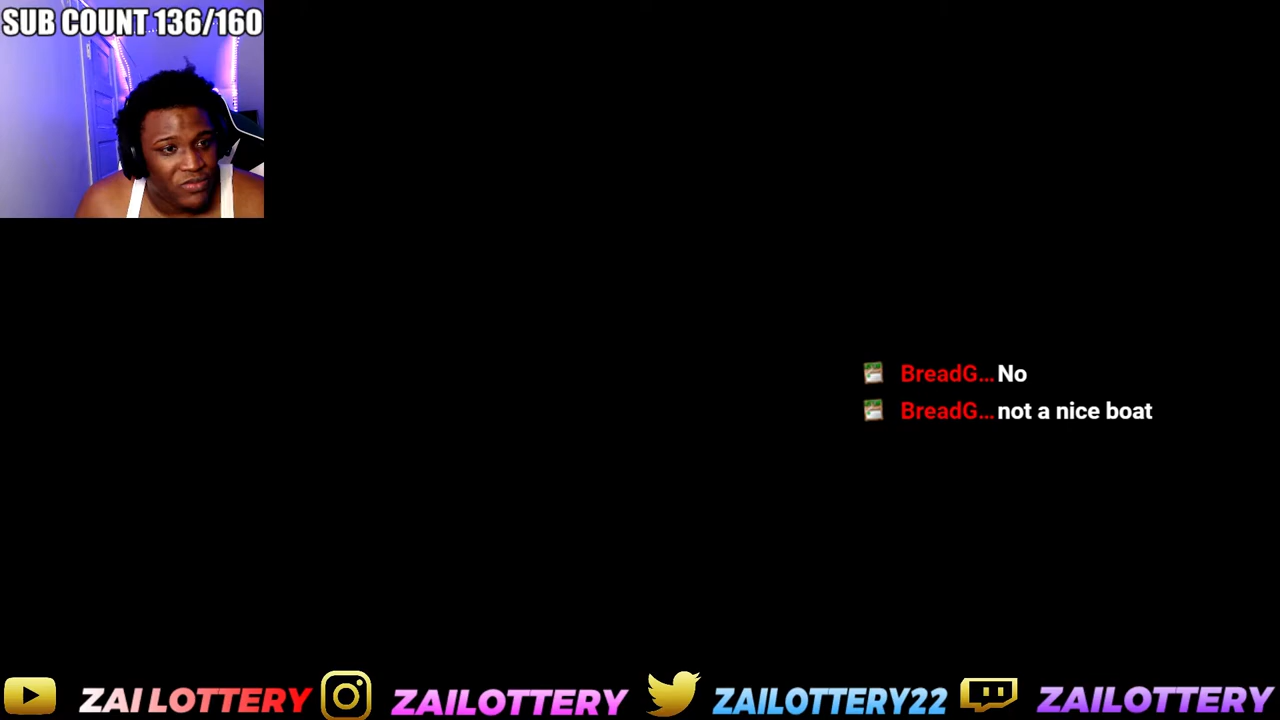 SUB COUNT 136/160
BreadG... No
BreadG... not a nice boat
ZAI LOTTERY ZAILOTTERY ZAILOTTERY22 ZAILOTTERY